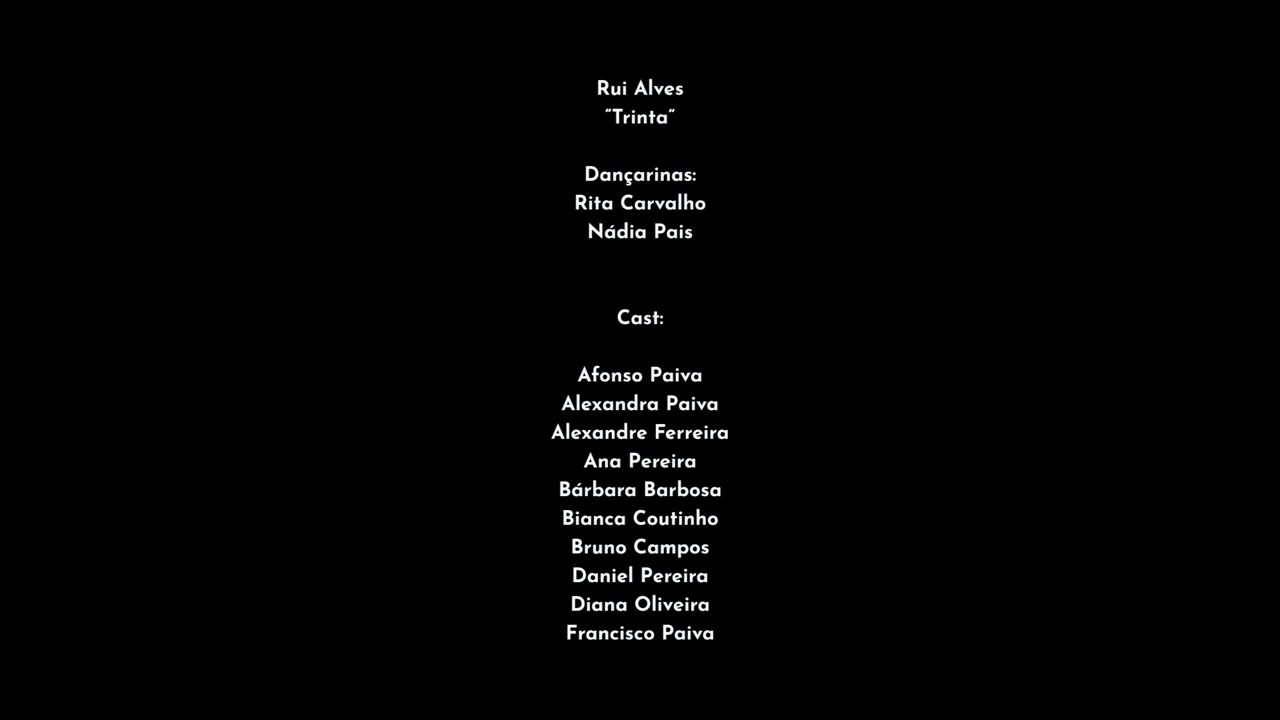 Rui Alves
“Trinta”
Dançarinas:
Rita Carvalho
Nádia Pais
Cast:
Afonso Paiva
Alexandra Paiva
Alexandre Ferreira
Ana Pereira
Bárbara Barbosa
Bianca Coutinho
Bruno Campos
Daniel Pereira
Diana Oliveira
Francisco Paiva